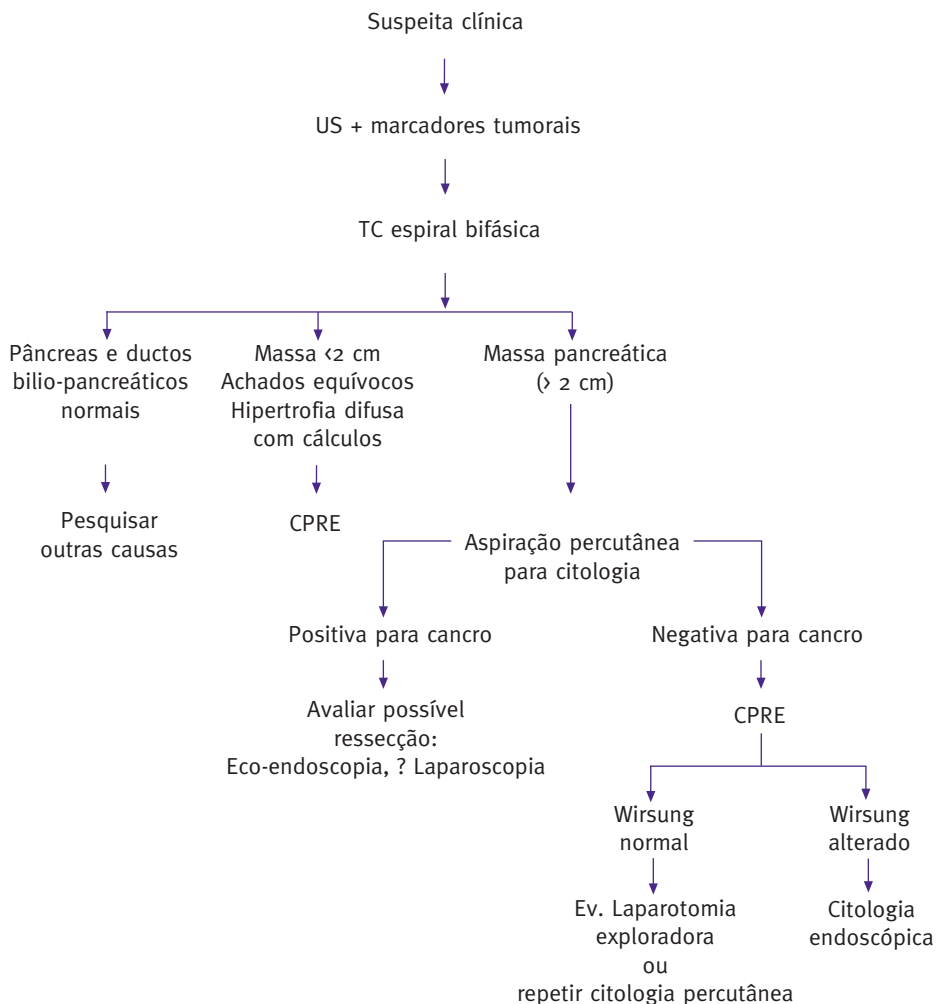 Suspeita clínica
US + marcadores tumorais
TC espiral bifásica
Pâncreas e ductos
bilio-pancreáticos
normais
Massa <2 cm
Achados equívocos
Hipertrofia difusa
com cálculos
Massa pancreática
(> 2 cm)
Pesquisar
outras causas
CPRE
Aspiração percutânea
para citologia
Positiva para cancro
Negativa para cancro
Avaliar possível
ressecção:
Eco-endoscopia, ? Laparoscopia
CPRE
Wirsung
normal
Wirsung
alterado
Ev. Laparotomia
exploradora
ou
repetir citologia percutânea
Citologia
endoscópica